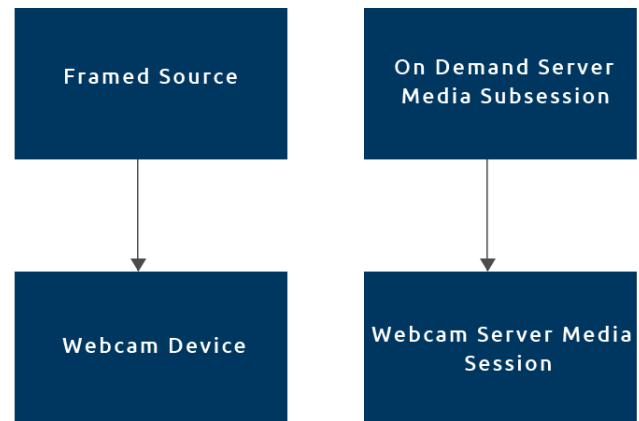 Framed Source
On Demand Server
Media Subsession
Webcam Device
Webcam Server Media
Session